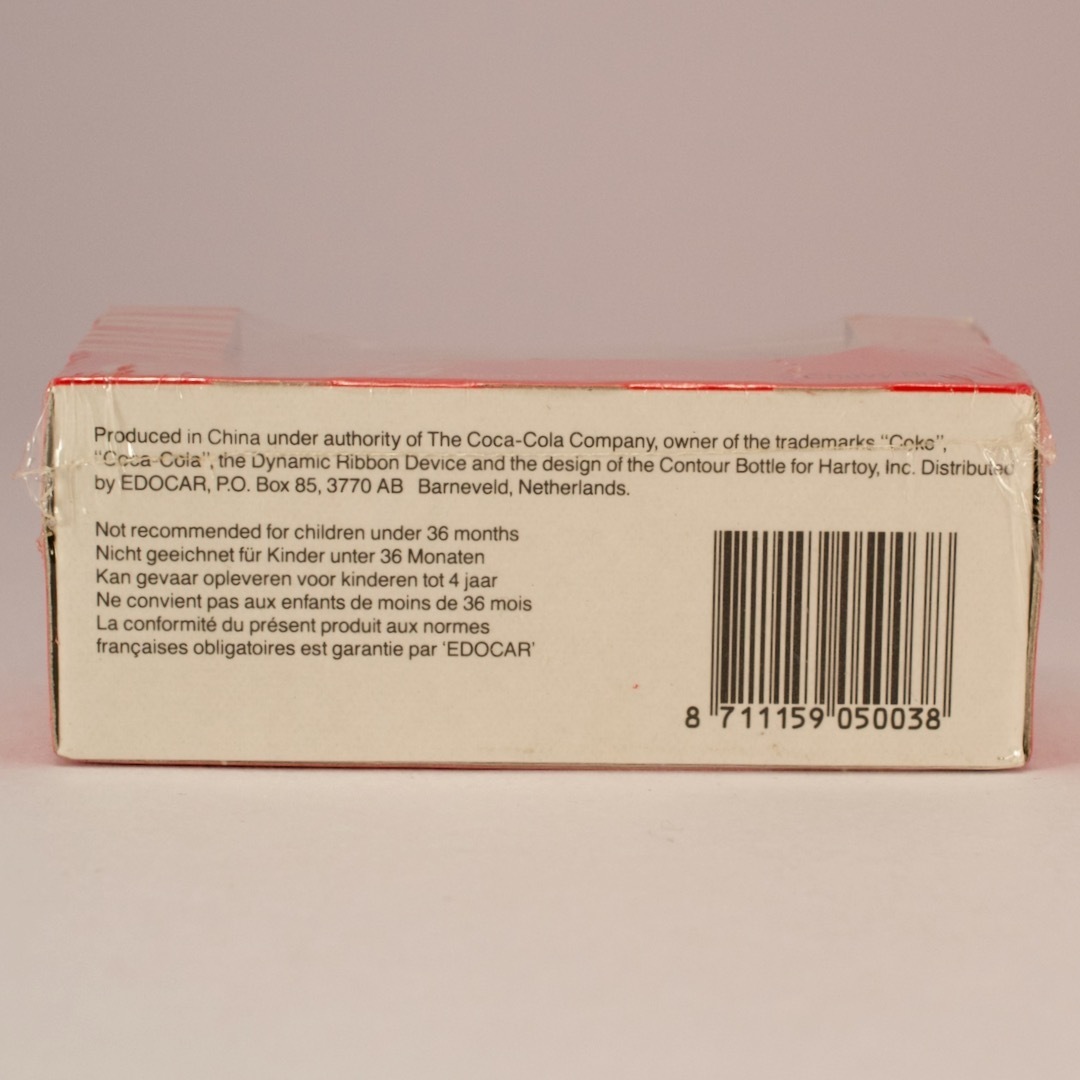 Produced in China under authority of The Coca-Cola Company, owner of the trademarks "Coke",
"Coca-Cola", the Dynamic Ribbon Device and the design of the Contour Bottle for Hartoy, Inc. Distributed
by EDOCAR, P.O. Box 85, 3770 AB Barneveld, Netherlands.
Not recommended for children under 36 months
Nicht geeichnet für Kinder unter 36 Monaten
Kan gevaar opleveren voor kinderen tot 4 jaar
Ne convient pas aux enfants de moins de 36 mois
La conformité du présent produit aux normes
françaises obligatoires est garantie par 'EDOCAR'
8 711159 050038